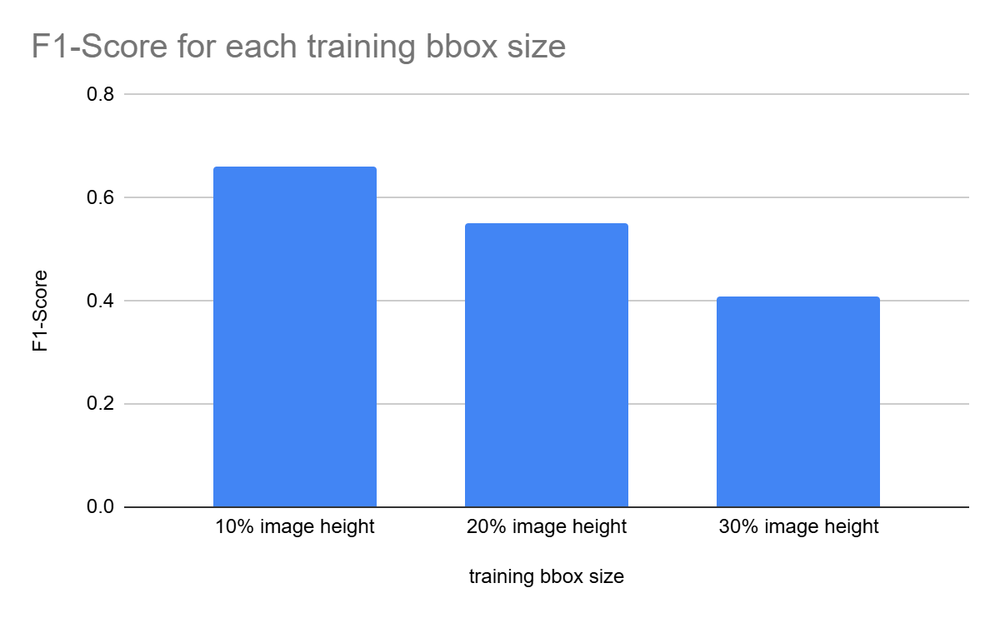 F1-Score for each training bbox size
0.8
0.6
0.4
0.2
0.0
F1-Score
10% image height
20% image height
30% image height
training bbox size